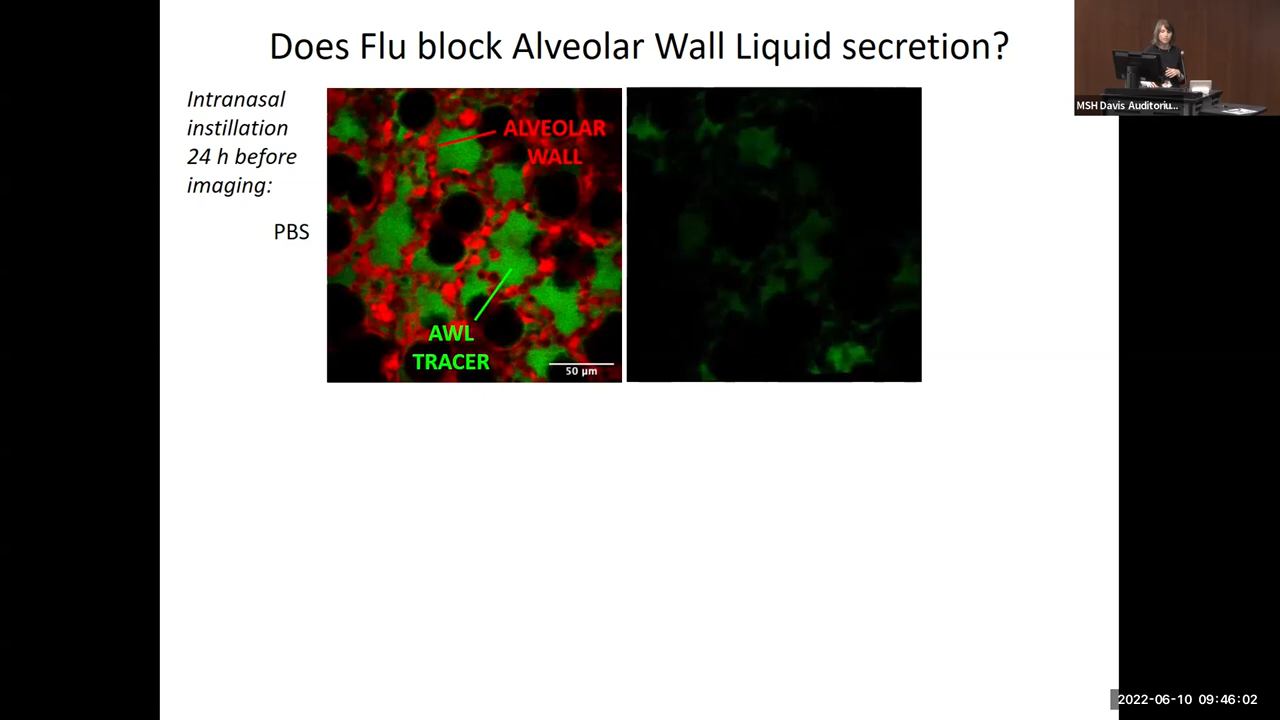 Does Flu block Alveolar Wall Liquid secretion?
Intranasal
instillation
24 h before
imaging:
PBS
ALVEOLAR
WALL
AWL
TRACER
50 µm
MSH Davis Auditoriu...
2022-06-10 09:46:02